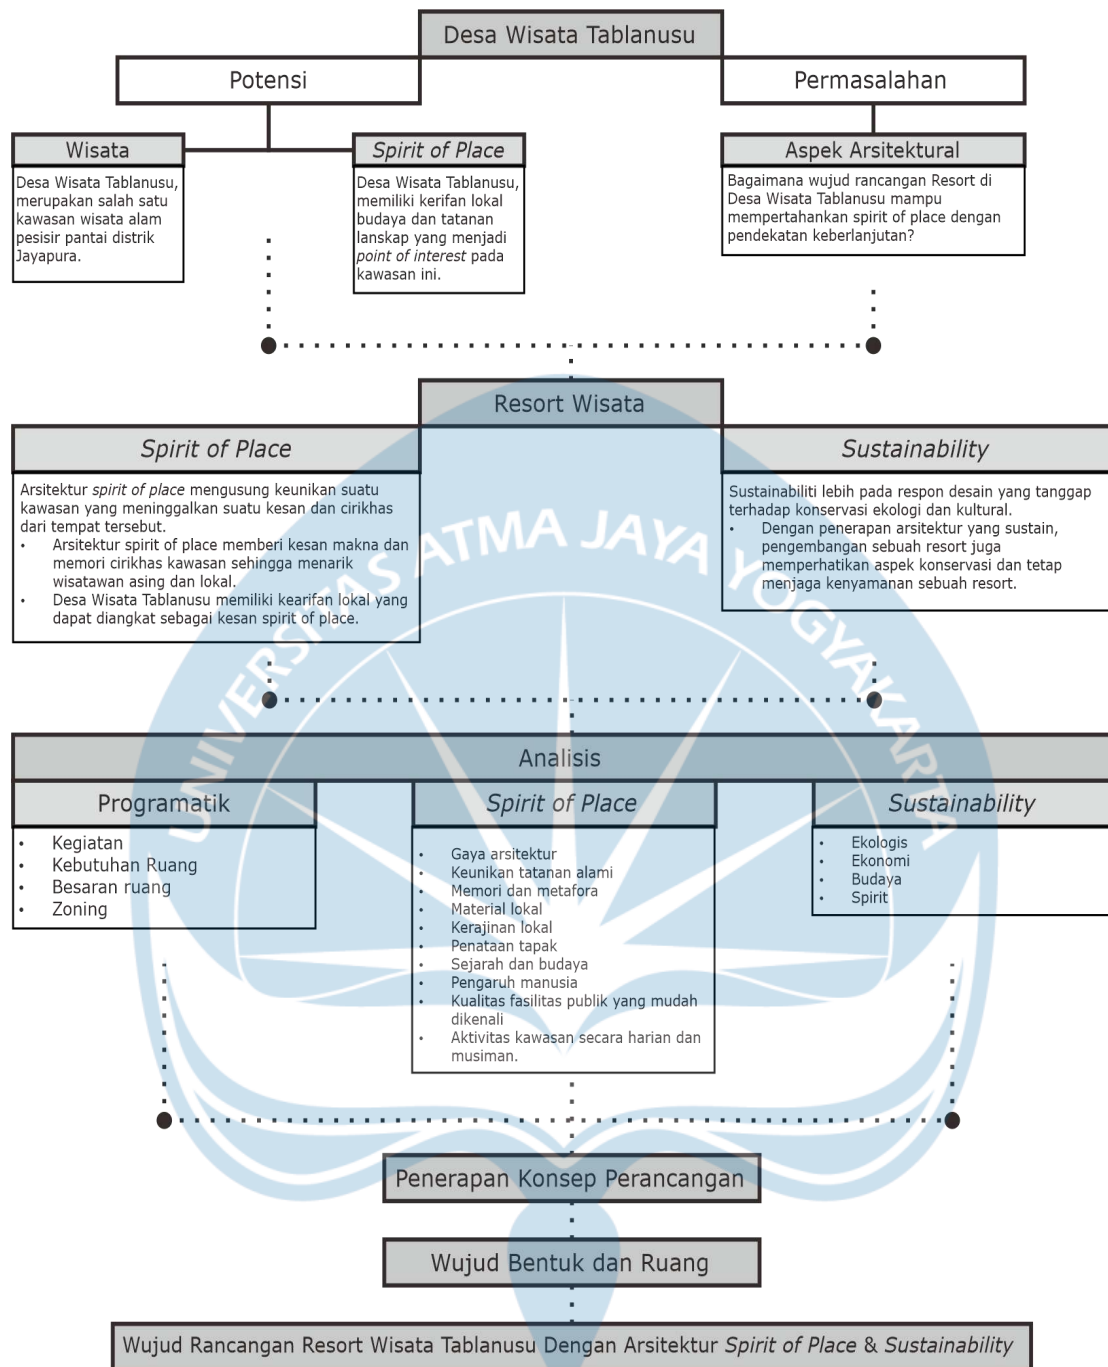 Desa Wisata Tablanusu
Potensi
Permasalahan
Wisata
Desa Wisata Tablanusu,
merupakan salah satu
kawasan wisata alam
pesisir pantai distrik
Jayapura.
Spirit of Place
Desa Wisata Tablanusu,
memiliki kerifan lokal
budaya dan tatanan
lanskap yang menjadi
point of interest pada
kawasan ini.
Aspek Arsitektural
Bagaimana wujud rancangan Resort di
Desa Wisata Tablanusu mampu
mempertahankan spirit of place dengan
pendekatan keberlanjutan?
Resort Wisata
Spirit of Place
Arsitektur spirit of place mengusung keunikan suatu
kawasan yang meninggalkan suatu kesan dan cirikhas
dari tempat tersebut.
• Arsitektur spirit of place memberi kesan makna dan
memori cirikhas kawasan sehingga menarik
wisatawan asing dan lokal.
• Desa Wisata Tablanusu memiliki kearifan lokal yang
dapat diangkat sebagai kesan spirit of place.
Sustainability
Sustainabiliti lebih pada respon desain yang tanggap
terhadap konservasi ekologi dan kultural.
• Dengan penerapan arsitektur yang sustain,
pengembangan sebuah resort juga
memperhatikan aspek konservasi dan tetap
menjaga kenyamanan sebuah resort.
UNIVERSITAS ATMA JAYA YOGYAKARTA
Analisis
Programatik
• Kegiatan
• Kebutuhan Ruang
• Besaran ruang
• Zoning
Spirit of Place
• Gaya arsitektur
• Keunikan tatanan alami
• Memori dan metafora
• Material lokal
• Kerajinan lokal
• Penataan tapak
• Sejarah dan budaya
• Pengaruh manusia
• Kualitas fasilitas publik yang mudah
dikenali
• Aktivitas kawasan secara harian dan
musiman.
Sustainability
• Ekologis
• Ekonomi
• Budaya
• Spirit
Penerapan Konsep Perancangan
Wujud Bentuk dan Ruang
Wujud Rancangan Resort Wisata Tablanusu Dengan Arsitektur Spirit of Place & Sustainability